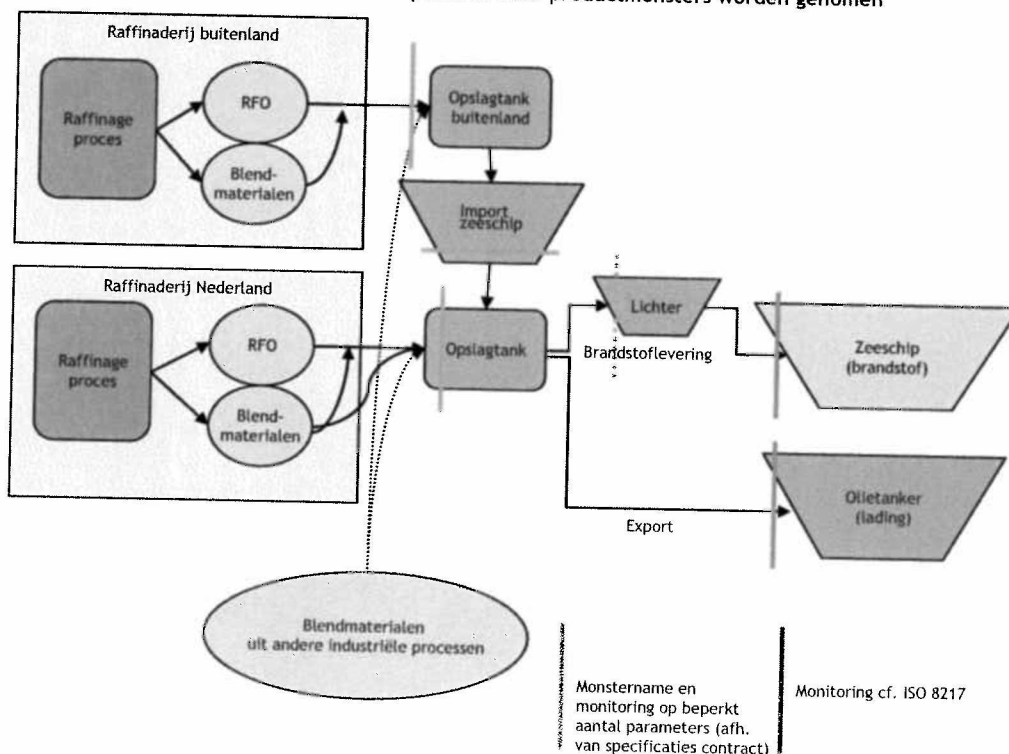 productmonsters worden genomen
Raffinaderij buitenland
Raffinage
proces
RFO
Blend-
materialen
Opslagtank
buitenland
Import
zeeschip
Raffinaderij Nederland
Raffinage
proces
RFO
Blend-
materialen
Opslagtank
Lichter
Brandstoflevering
Zeeschip
(brandstof)
Export
Olietanker
(lading)
Blendmaterialen
uit andere industriële processen
Monstername en
monitoring op beperkt
aantal parameters (afh.
van specificaties contract)
Monitoring cf. ISO 8217